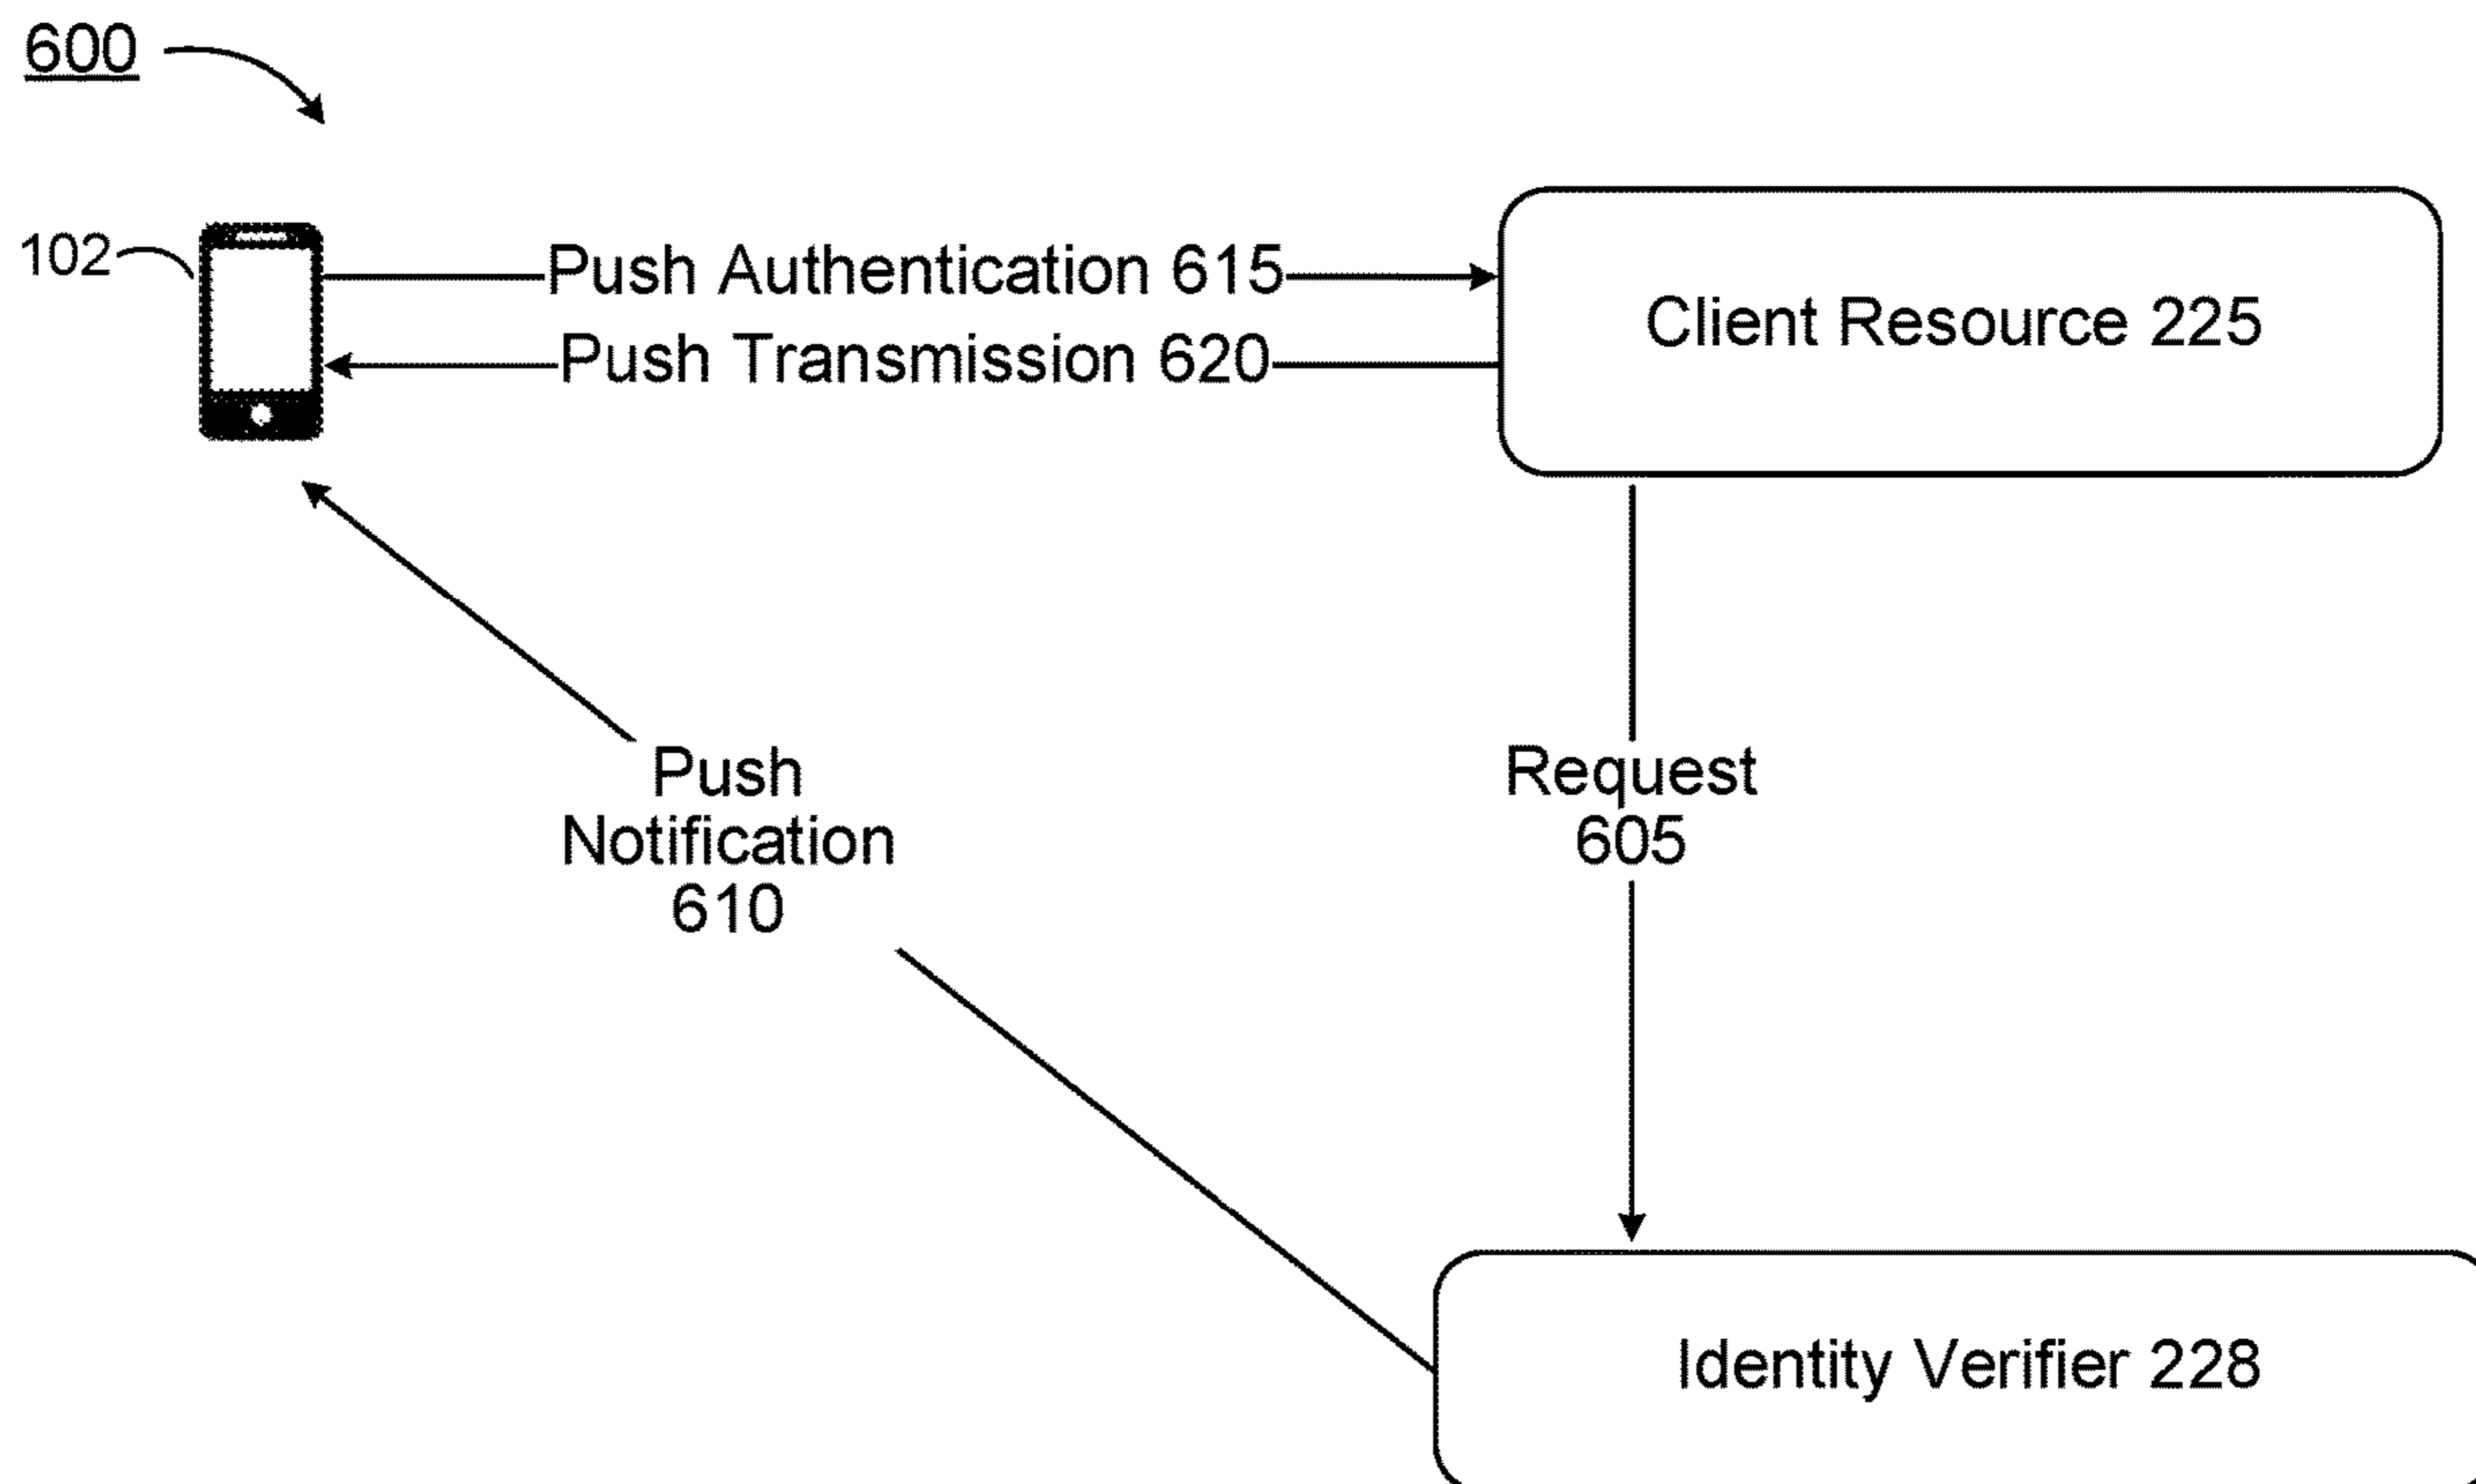 600
102
Push Authentication 615
Push Transmission 620
Client Resource 225
Push
Notification
610
Request
605
Identity Verifier 228